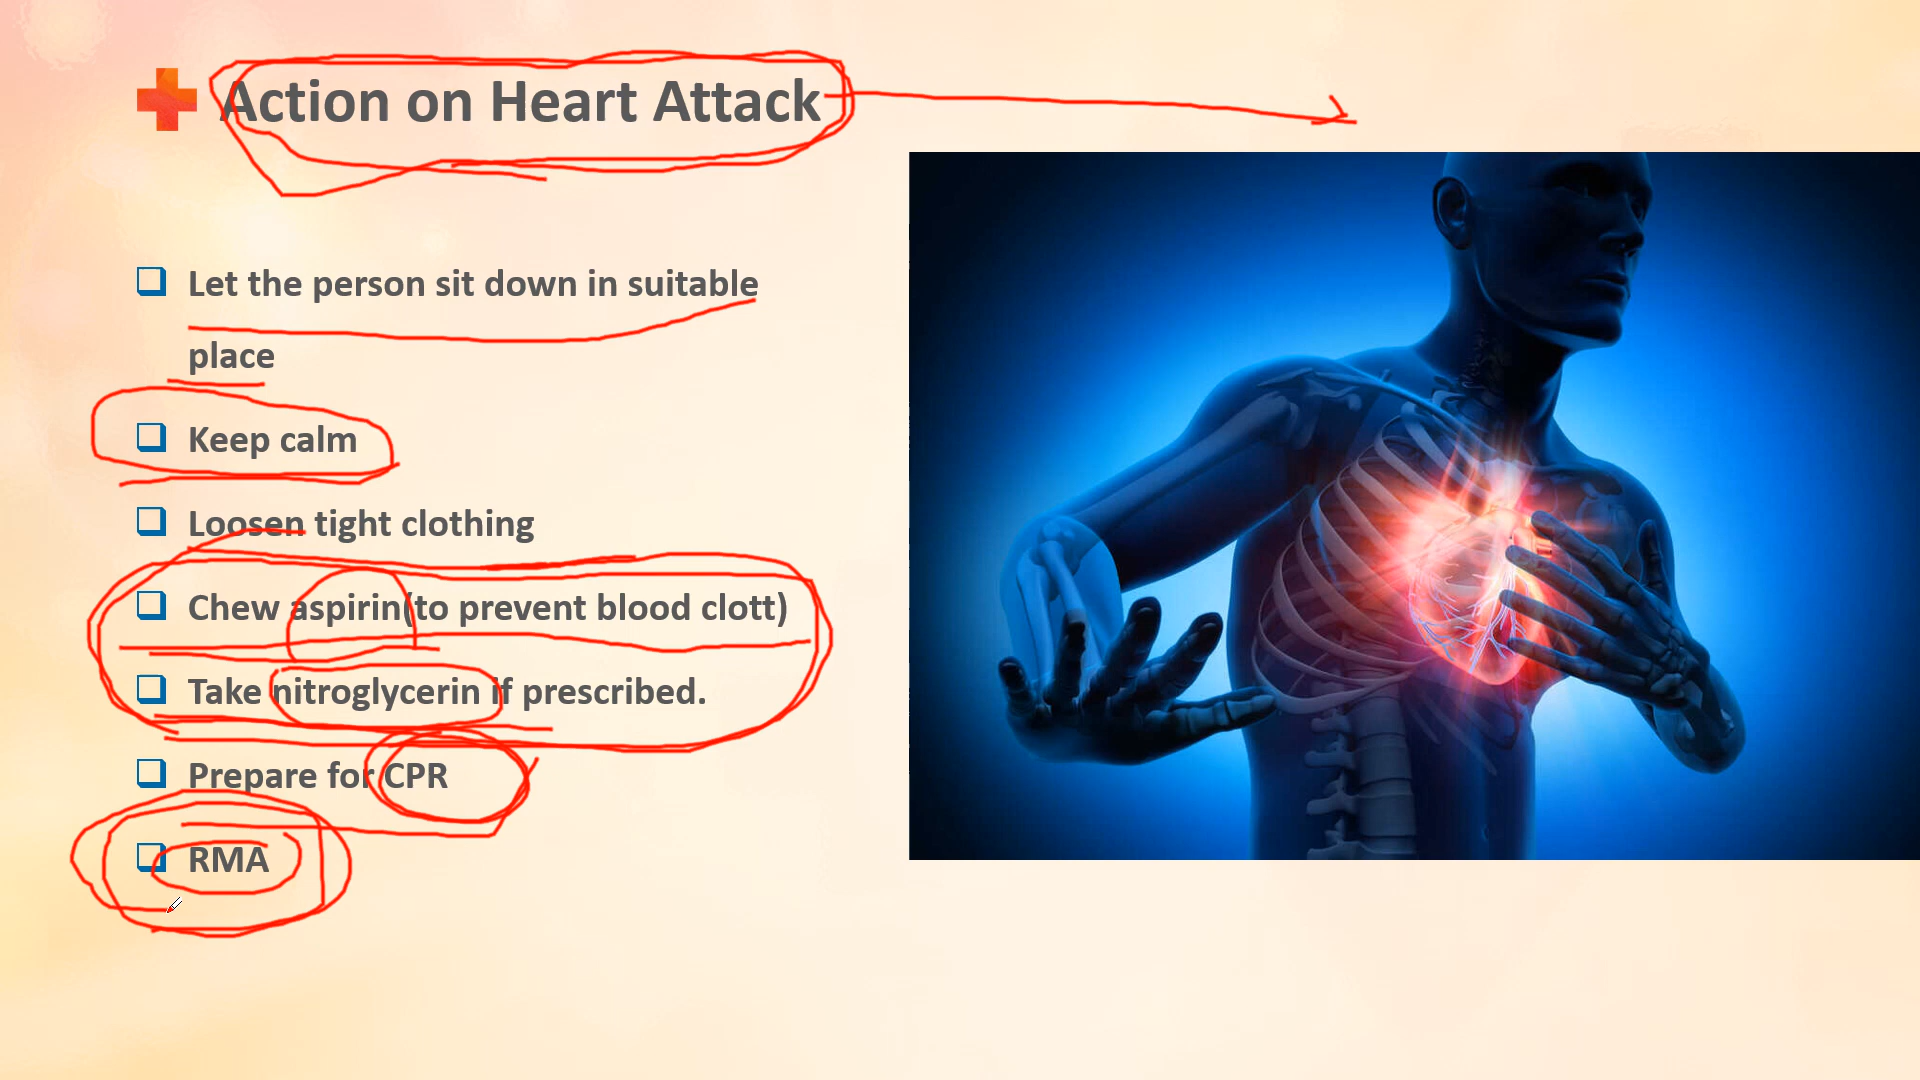 Action on Heart Attack
Let the person sit down in suitable
place
Keep calm
Loosen tight clothing
Chew aspirin(to prevent blood clott)
Take nitroglycerin if prescribed.
Prepare for CPR
RMA